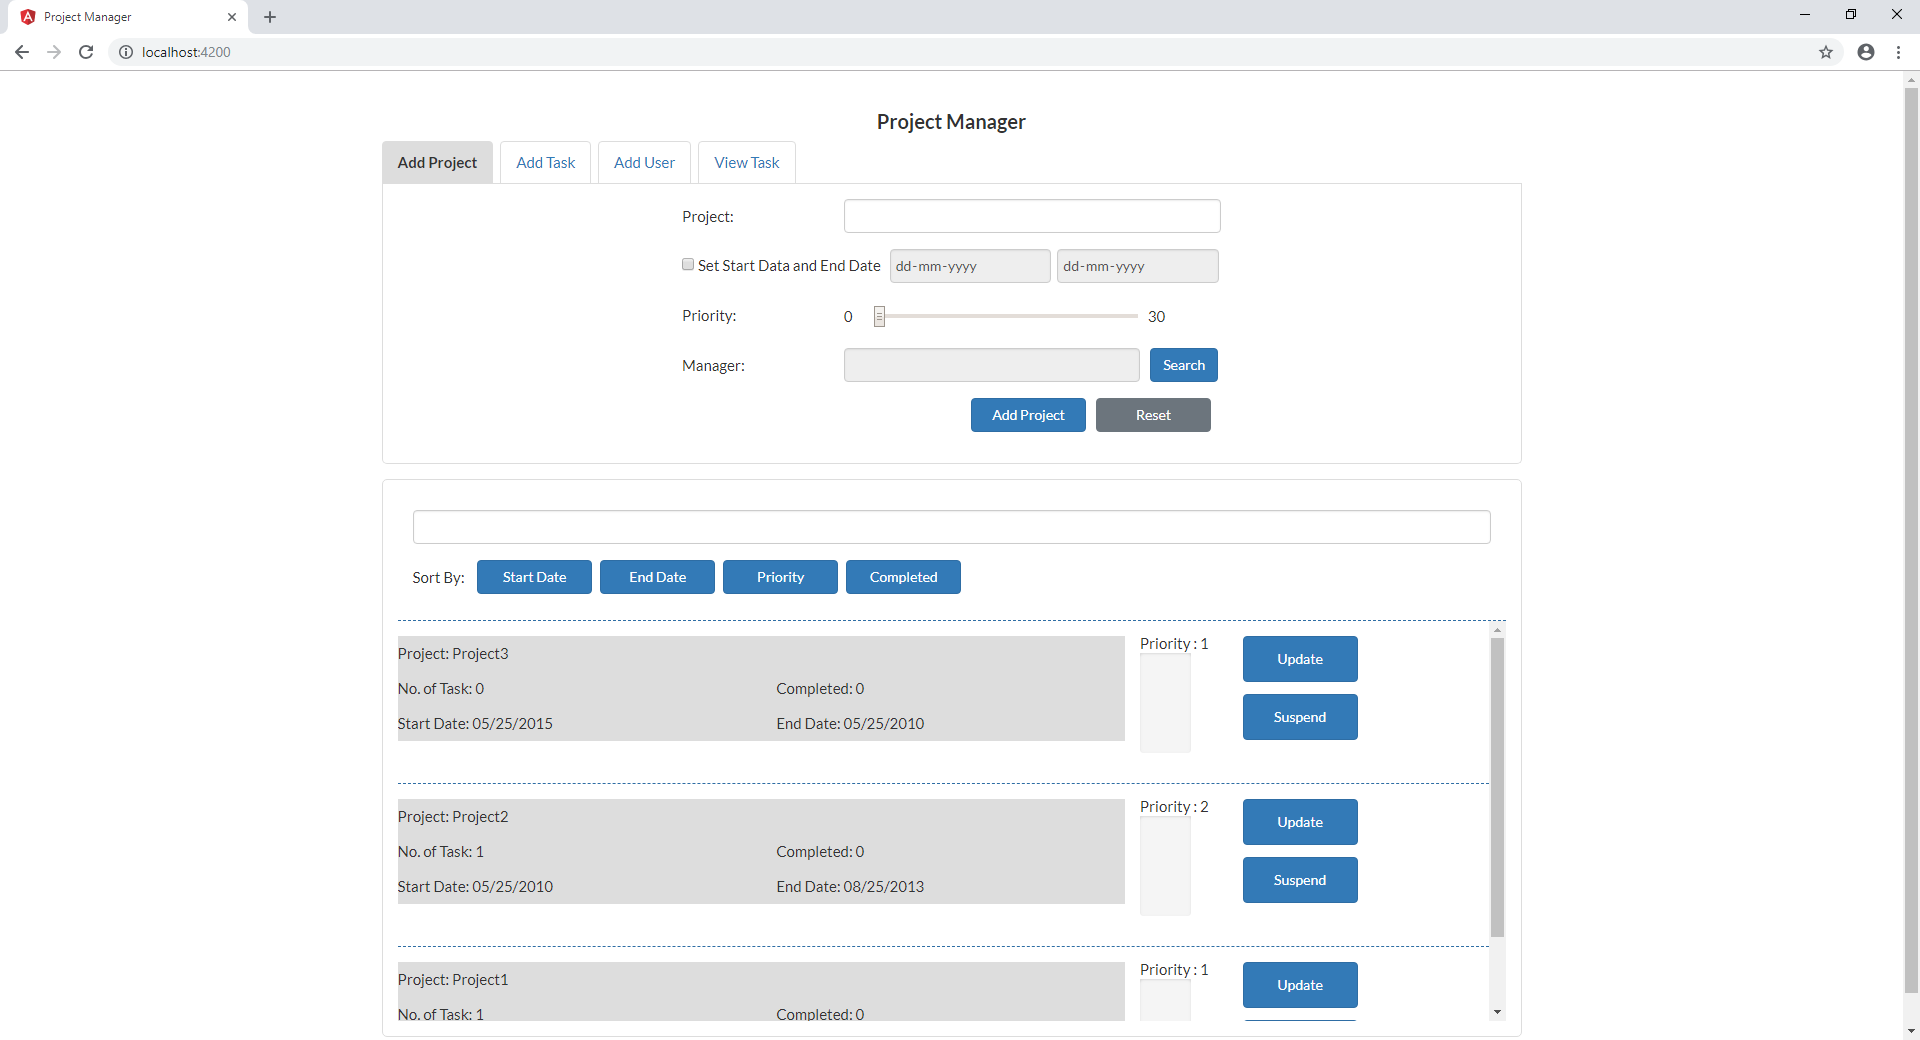 Project Manager
localhost:4200
Project Manager
Add Project Add Task Add User View Task
Project:
Set Start Data and End Date dd-mm-yyyy dd-mm-yyyy
Priority: 0 30
Manager: Search
Add Project Reset
Sort By: Start Date End Date Priority Completed
Project: Project3 Priority : 1 Update
No. of Task: 0 Completed: 0
Start Date: 05/25/2015 End Date: 05/25/2010 Suspend
Project: Project2 Priority : 2 Update
No. of Task: 1 Completed: 0
Start Date: 05/25/2010 End Date: 08/25/2013 Suspend
Project: Project1 Priority : 1 Update
No. of Task: 1 Completed: 0